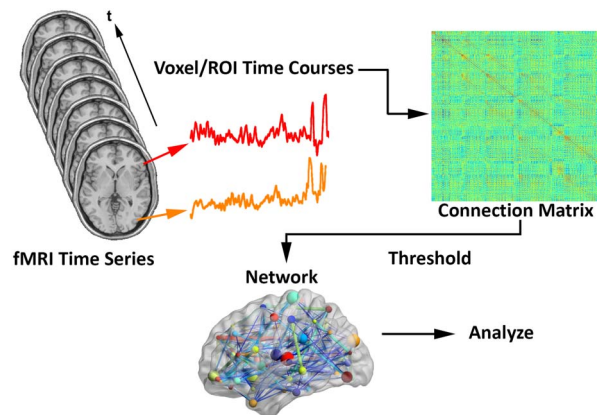 t
Voxel/ROI Time Courses
fMRI Time Series
Connection Matrix
Threshold
Network
Analyze